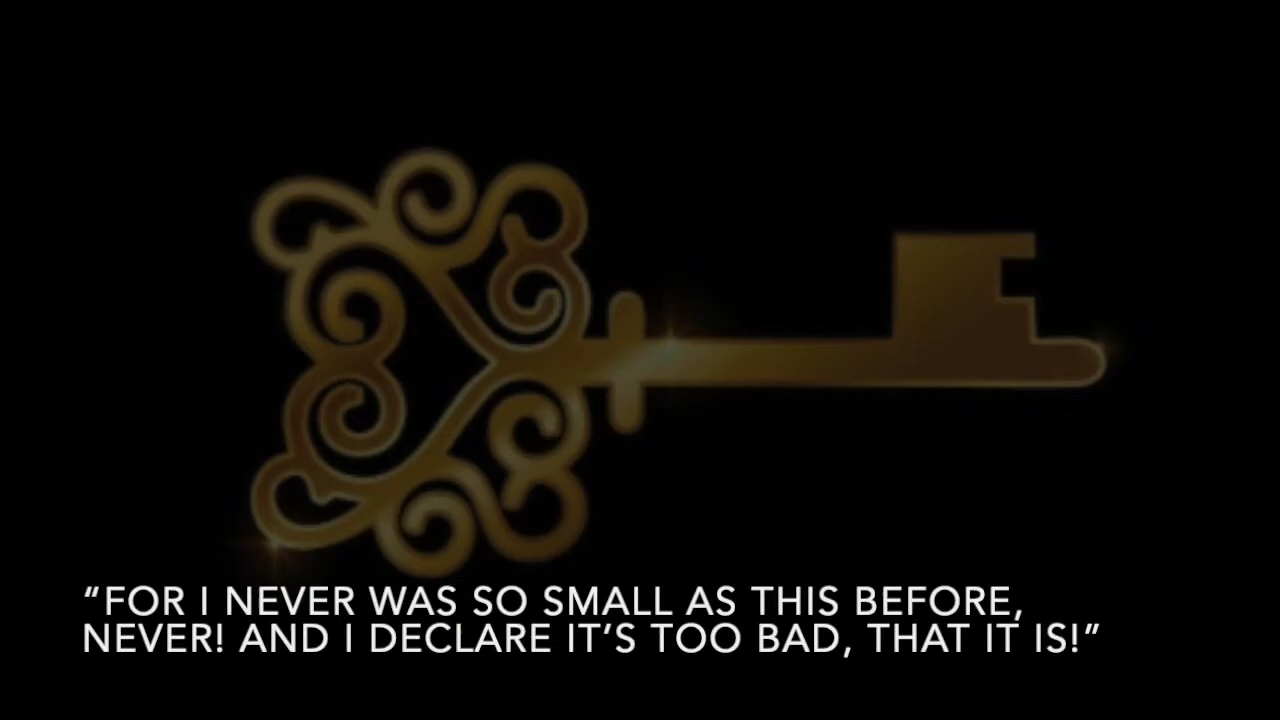 “FOR I NEVER WAS SO SMALL AS THIS BEFORE,
NEVER! AND I DECLARE IT’S TOO BAD, THAT IT IS!”